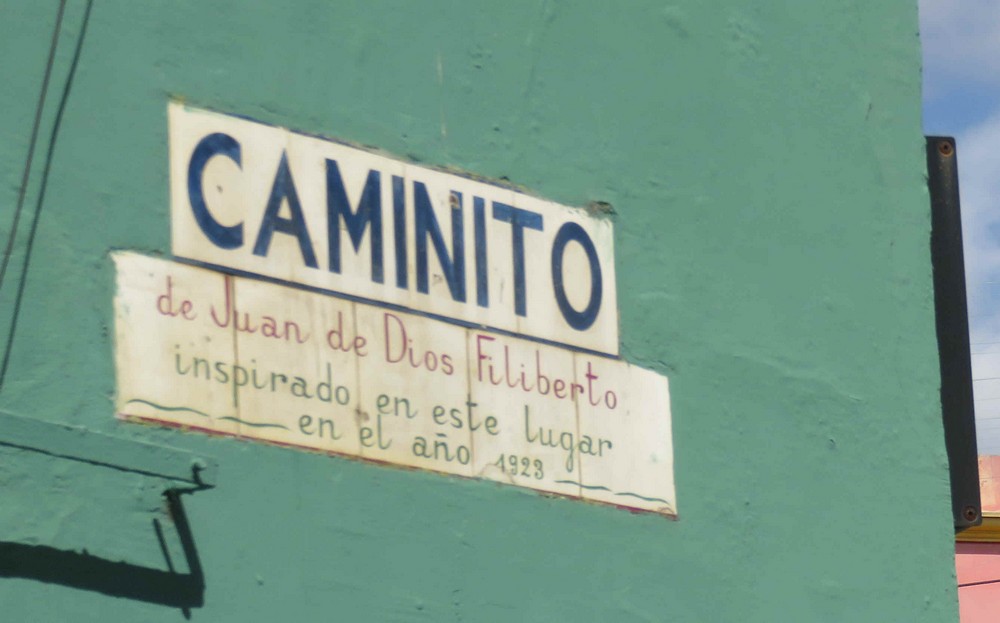 CAMINITO
de Juan de Dios Filiberto
inspirado en este lugar
en el año 1923